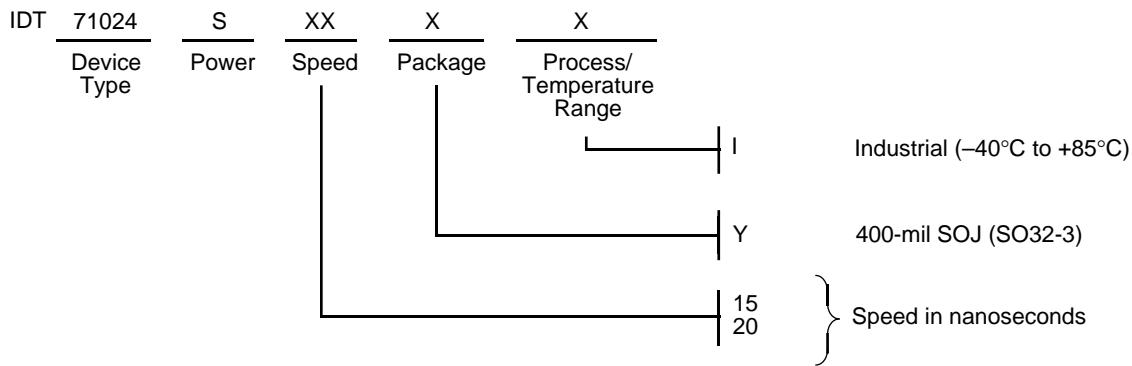 IDT 71024 S XX X X
Device Type Power Speed Package Process/ Temperature Range
I Industrial (–40°C to +85°C)
Y 400-mil SOJ (SO32-3)
15
20
Speed in nanoseconds